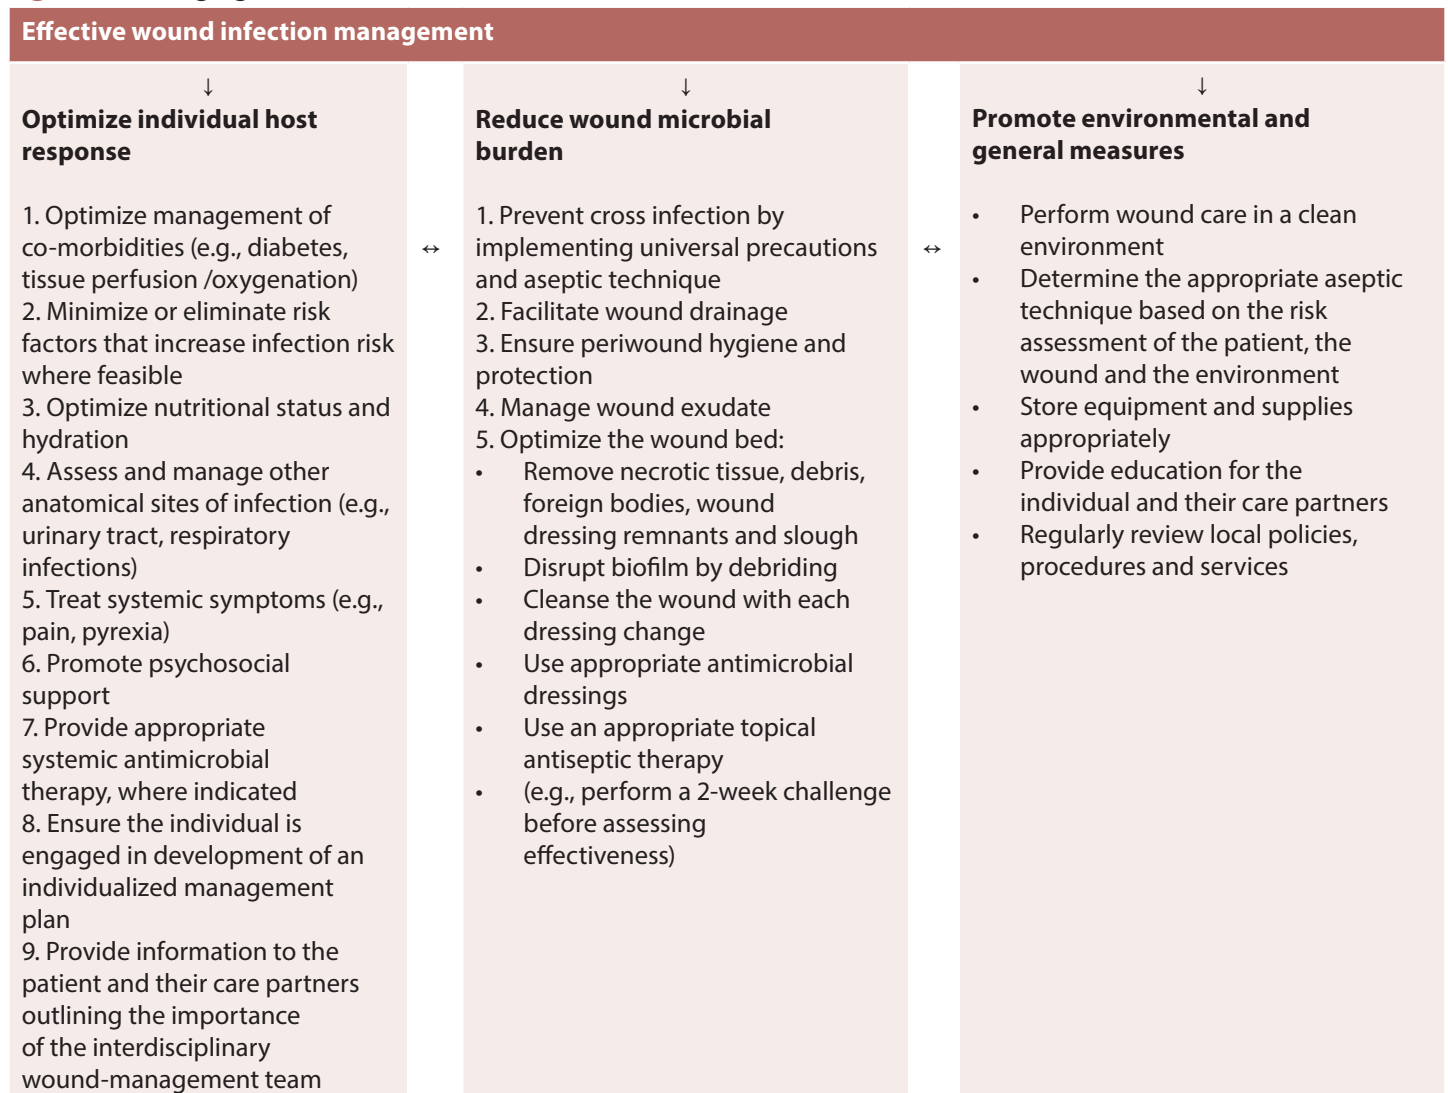 Effective wound infection management
↓
Optimize individual host
response
1. Optimize management of
co-morbidities (e.g., diabetes,
tissue perfusion /oxygenation)
2. Minimize or eliminate risk
factors that increase infection risk
where feasible
3. Optimize nutritional status and
hydration
4. Assess and manage other
anatomical sites of infection (e.g.,
urinary tract, respiratory
infections)
5. Treat systemic symptoms (e.g.,
pain, pyrexia)
6. Promote psychosocial
support
7. Provide appropriate
systemic antimicrobial
therapy, where indicated
8. Ensure the individual is
engaged in development of an
individualized management
plan
9. Provide information to the
patient and their care partners
outlining the importance
of the interdisciplinary
wound-management team
↔
↓
Reduce wound microbial
burden
1. Prevent cross infection by
implementing universal precautions
and aseptic technique
2. Facilitate wound drainage
3. Ensure periwound hygiene and
protection
4. Manage wound exudate
5. Optimize the wound bed:
• Remove necrotic tissue, debris,
foreign bodies, wound
dressing remnants and slough
• Disrupt biofilm by debriding
• Cleanse the wound with each
dressing change
• Use appropriate antimicrobial
dressings
• Use an appropriate topical
antiseptic therapy
• (e.g., perform a 2-week challenge
before assessing
effectiveness)
↔
↓
Promote environmental and
general measures
• Perform wound care in a clean
environment
• Determine the appropriate aseptic
technique based on the risk
assessment of the patient, the
wound and the environment
• Store equipment and supplies
appropriately
• Provide education for the
individual and their care partners
• Regularly review local policies,
procedures and services